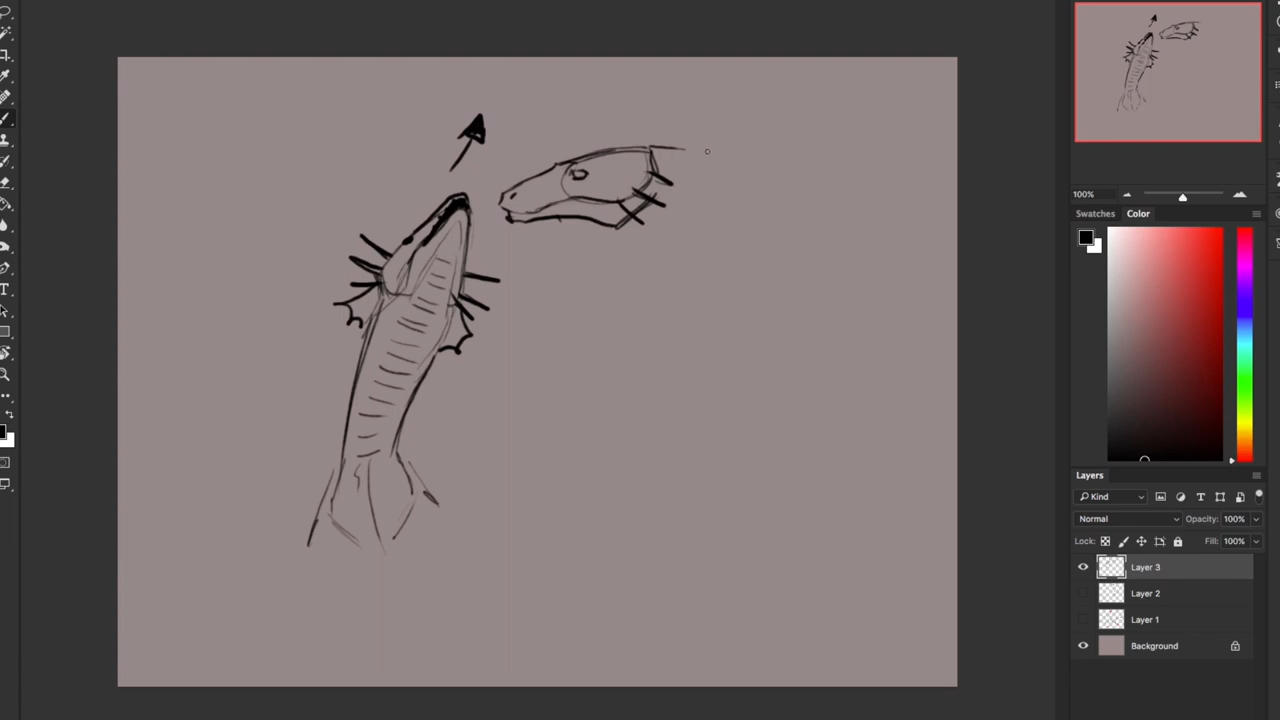 100%
Swatches Color
Layers
Kind
Normal Opacity: 100%
Lock: Fill: 100%
Layer 3
Layer 2
Layer 1
Background